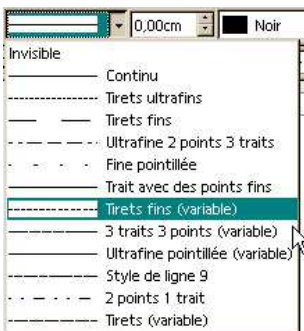 0,00cm Noir
Invisible
Continu
Tirets ultrafins
Tirets fins
Ultrafine 2 points 3 traits
Fine pointillée
Trait avec des points fins
Tirets fins (variable)
3 traits 3 points (variable)
Ultrafine pointillée (variable)
Style de ligne 9
2 points 1 trait
Tirets (variable)